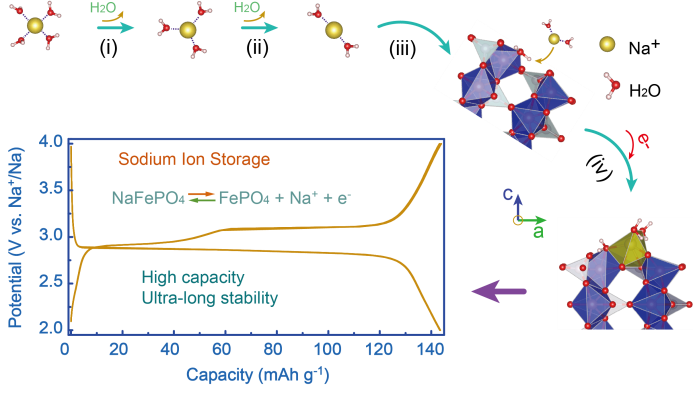 H₂O
H₂O
(i)
(ii)
(iii)
Na⁺
H₂O
e⁻
(iv)
c
a
4.0
3.5
3.0
2.5
2.0
Potential (V vs. Na⁺/Na)
Sodium Ion Storage
NaFePO₄ FePO₄ + Na⁺ + e⁻
High capacity
Ultra-long stability
0 20 40 60 80 100 120 140
Capacity (mAh g⁻¹)